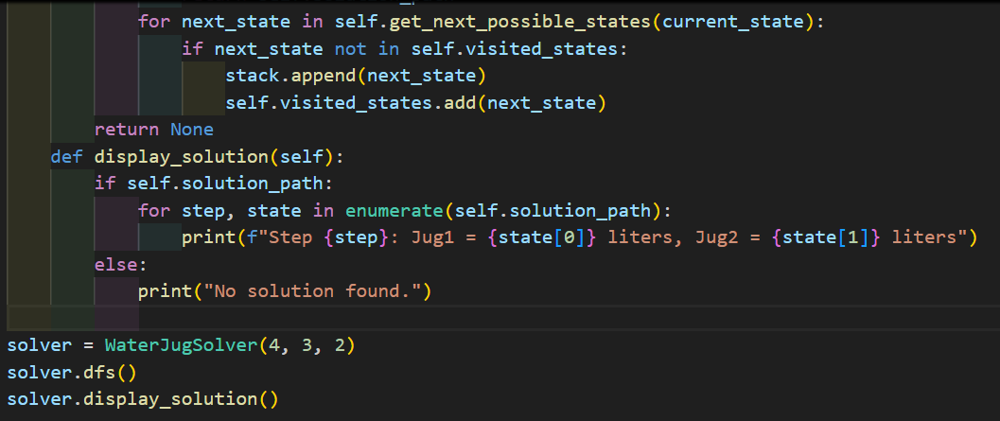 for next_state in self.get_next_possible_states(current_state):
if next_state not in self.visited_states:
stack.append(next_state)
self.visited_states.add(next_state)
return None
def display_solution(self):
if self.solution_path:
for step, state in enumerate(self.solution_path):
print(f"Step {step}: Jug1 = {state[0]} liters, Jug2 = {state[1]} liters")
else:
print("No solution found.")
solver = WaterJugSolver(4, 3, 2)
solver.dfs()
solver.display_solution()